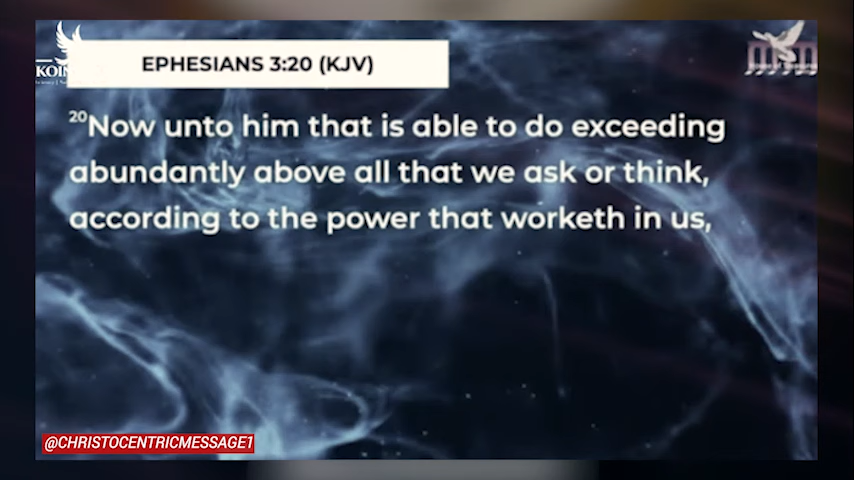 EPHESIANS 3:20 (KJV)
20Now unto him that is able to do exceeding
abundantly above all that we ask or think,
according to the power that worketh in us,
@CHRISTOCENTRICMESSAGE1